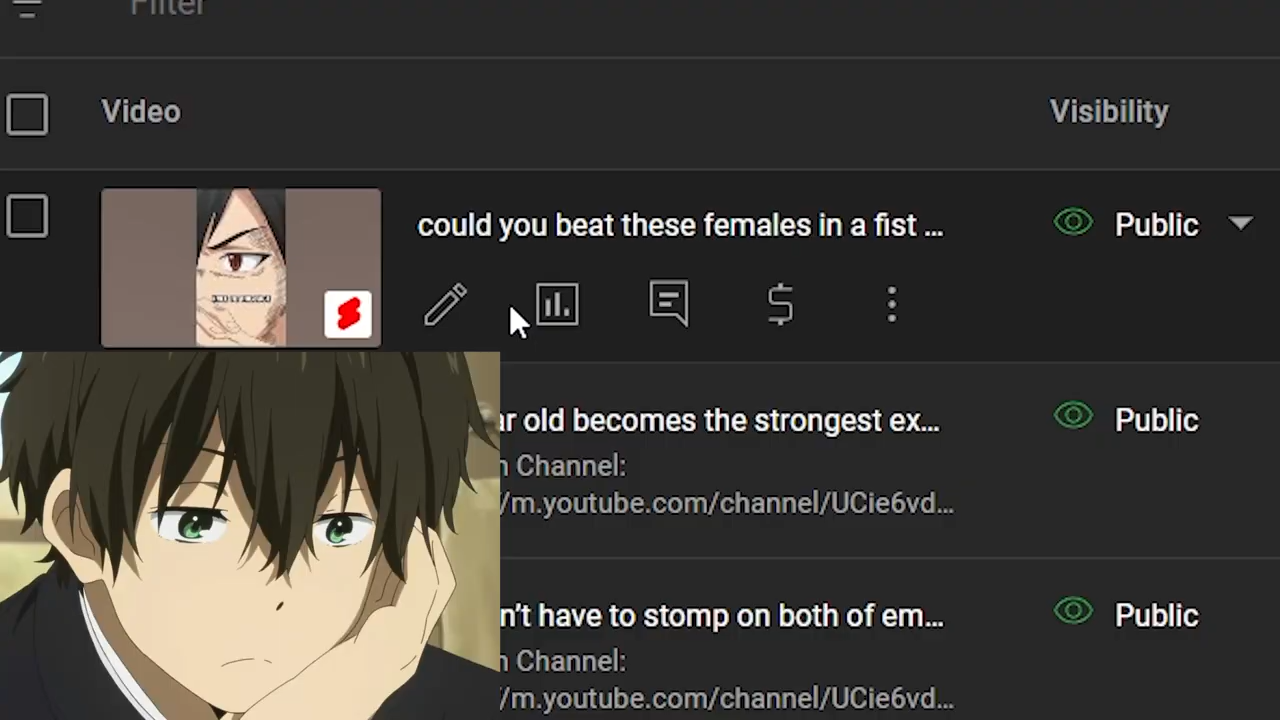 Filter
Video
Visibility
could you beat these females in a fist ...
Public
ar old becomes the strongest ex...
Public
n Channel:
/m.youtube.com/channel/UCie6vd...
n't have to stomp on both of em...
Public
n Channel:
/m.youtube.com/channel/UCie6vd...